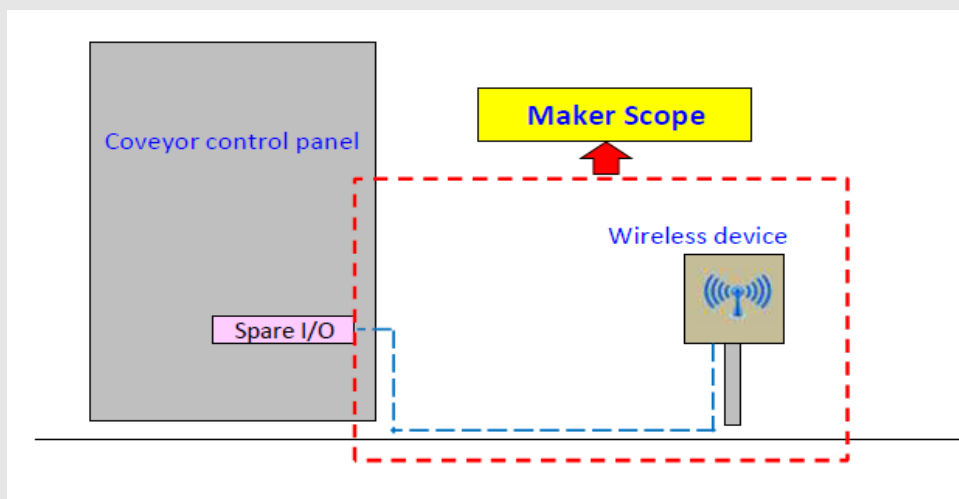 Maker Scope
Coveyor control panel
Wireless device
Spare I/O